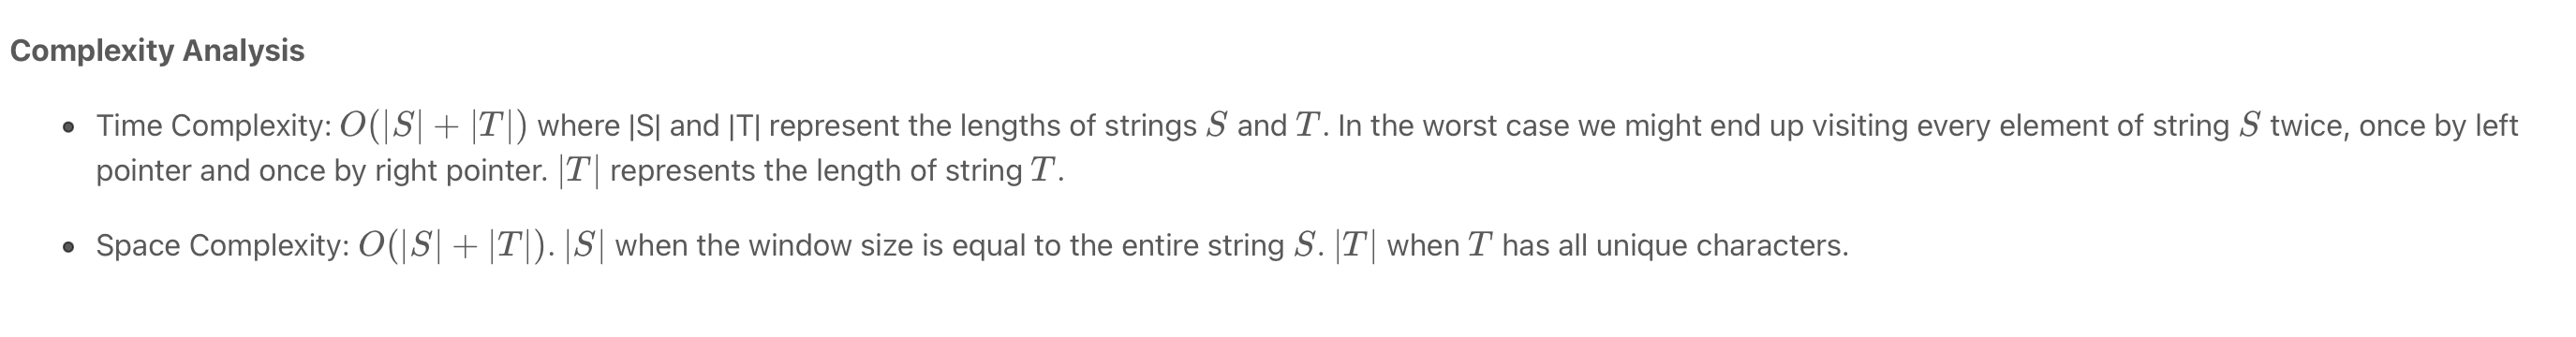 Complexity Analysis
• Time Complexity: O(|S| + |T|) where |S| and |T| represent the lengths of strings S and T. In the worst case we might end up visiting every element of string S twice, once by left
pointer and once by right pointer. |T| represents the length of string T.
• Space Complexity: O(|S| + |T|). |S| when the window size is equal to the entire string S. |T| when T has all unique characters.